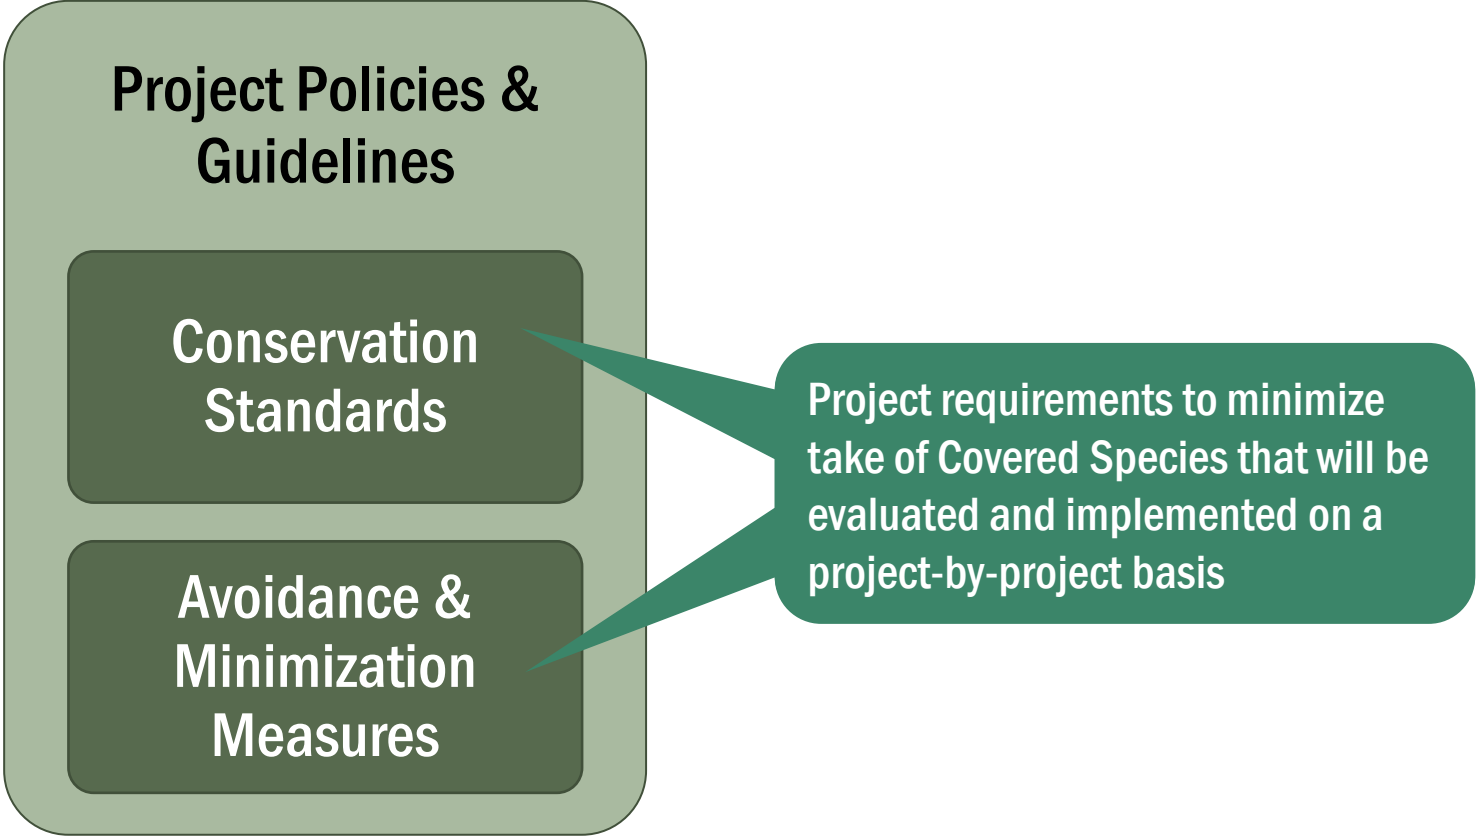 Project Policies &
Guidelines
Conservation
Standards
Avoidance &
Minimization
Measures
Project requirements to minimize
take of Covered Species that will be
evaluated and implemented on a
project-by-project basis